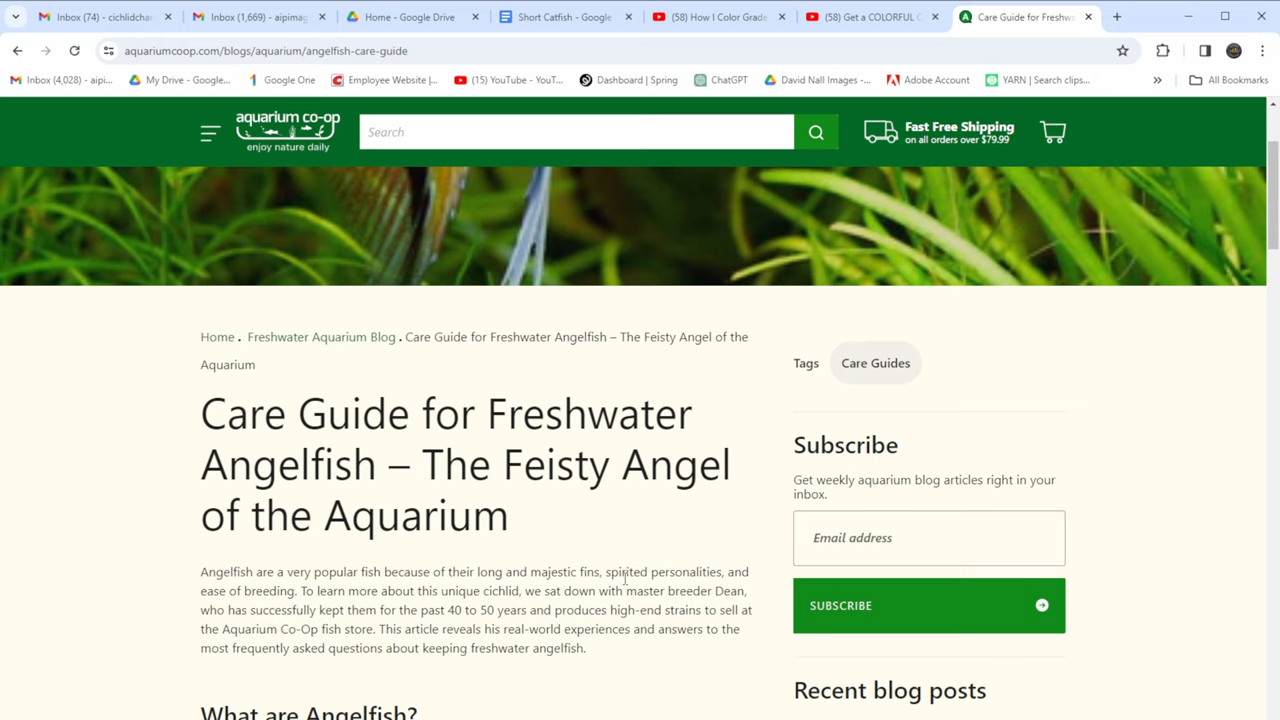 Inbox (74) - cichlidchar
Inbox (1,669) - aipimag
Home - Google Drive
Short Catfish - Google
(58) How I Color Grade
(58) Get a COLORFUL C
Care Guide for Freshwa
aquariumcoop.com/blogs/aquarium/angelfish-care-guide
Inbox (4,028) - aipi...
My Drive - Google...
Google One
Employee Website |...
(15) YouTube - YouT...
Dashboard | Spring
ChatGPT
David Nall Images -...
Adobe Account
YARN | Search clips...
All Bookmarks
aquarium co-op
enjoy nature daily
Search
Fast Free Shipping
on all orders over $79.99
Home . Freshwater Aquarium Blog . Care Guide for Freshwater Angelfish – The Feisty Angel of the
Aquarium
Care Guide for Freshwater
Angelfish – The Feisty Angel
of the Aquarium
Angelfish are a very popular fish because of their long and majestic fins, spirited personalities, and
ease of breeding. To learn more about this unique cichlid, we sat down with master breeder Dean,
who has successfully kept them for the past 40 to 50 years and produces high-end strains to sell at
the Aquarium Co-Op fish store. This article reveals his real-world experiences and answers to the
most frequently asked questions about keeping freshwater angelfish.
What are Angelfish?
Tags Care Guides
Subscribe
Get weekly aquarium blog articles right in your
inbox.
Email address
SUBSCRIBE
Recent blog posts